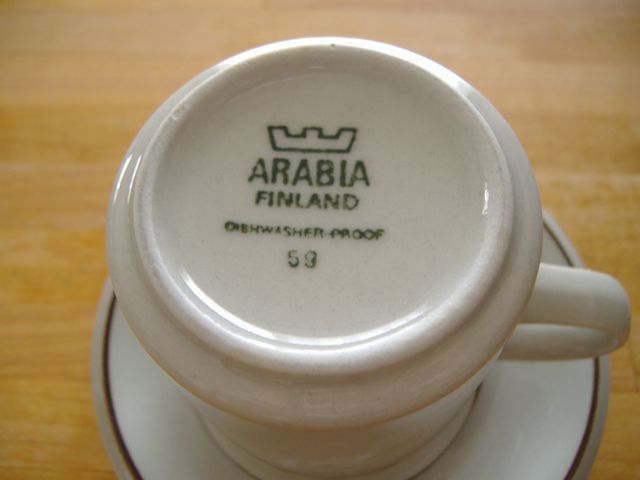 ARABIA
FINLAND
DISHWASHER-PROOF
59